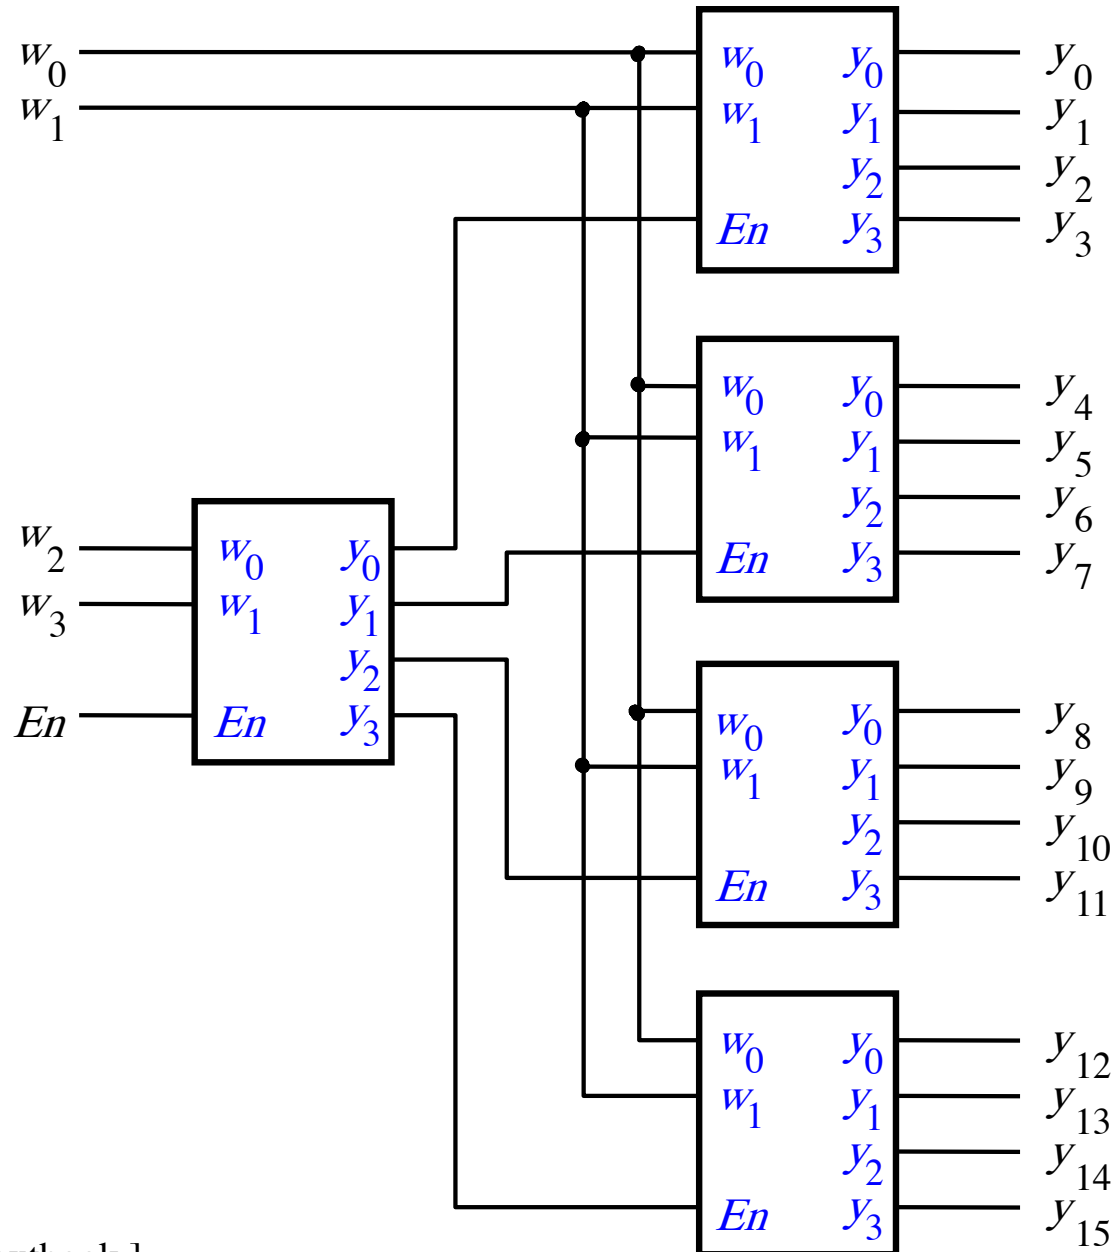 w0 w0 y0 y0
w1 w1 y1 y1
y2 y2
En y3 y3
w0 y0 y4
w1 y1 y5
y2 y6
En y3 y7
w2 w0 y0
w3 w1 y1
y2
En En y3
w0 y0 y8
w1 y1 y9
y2 y10
En y3 y11
w0 y0 y12
w1 y1 y13
y2 y14
En y3 y15